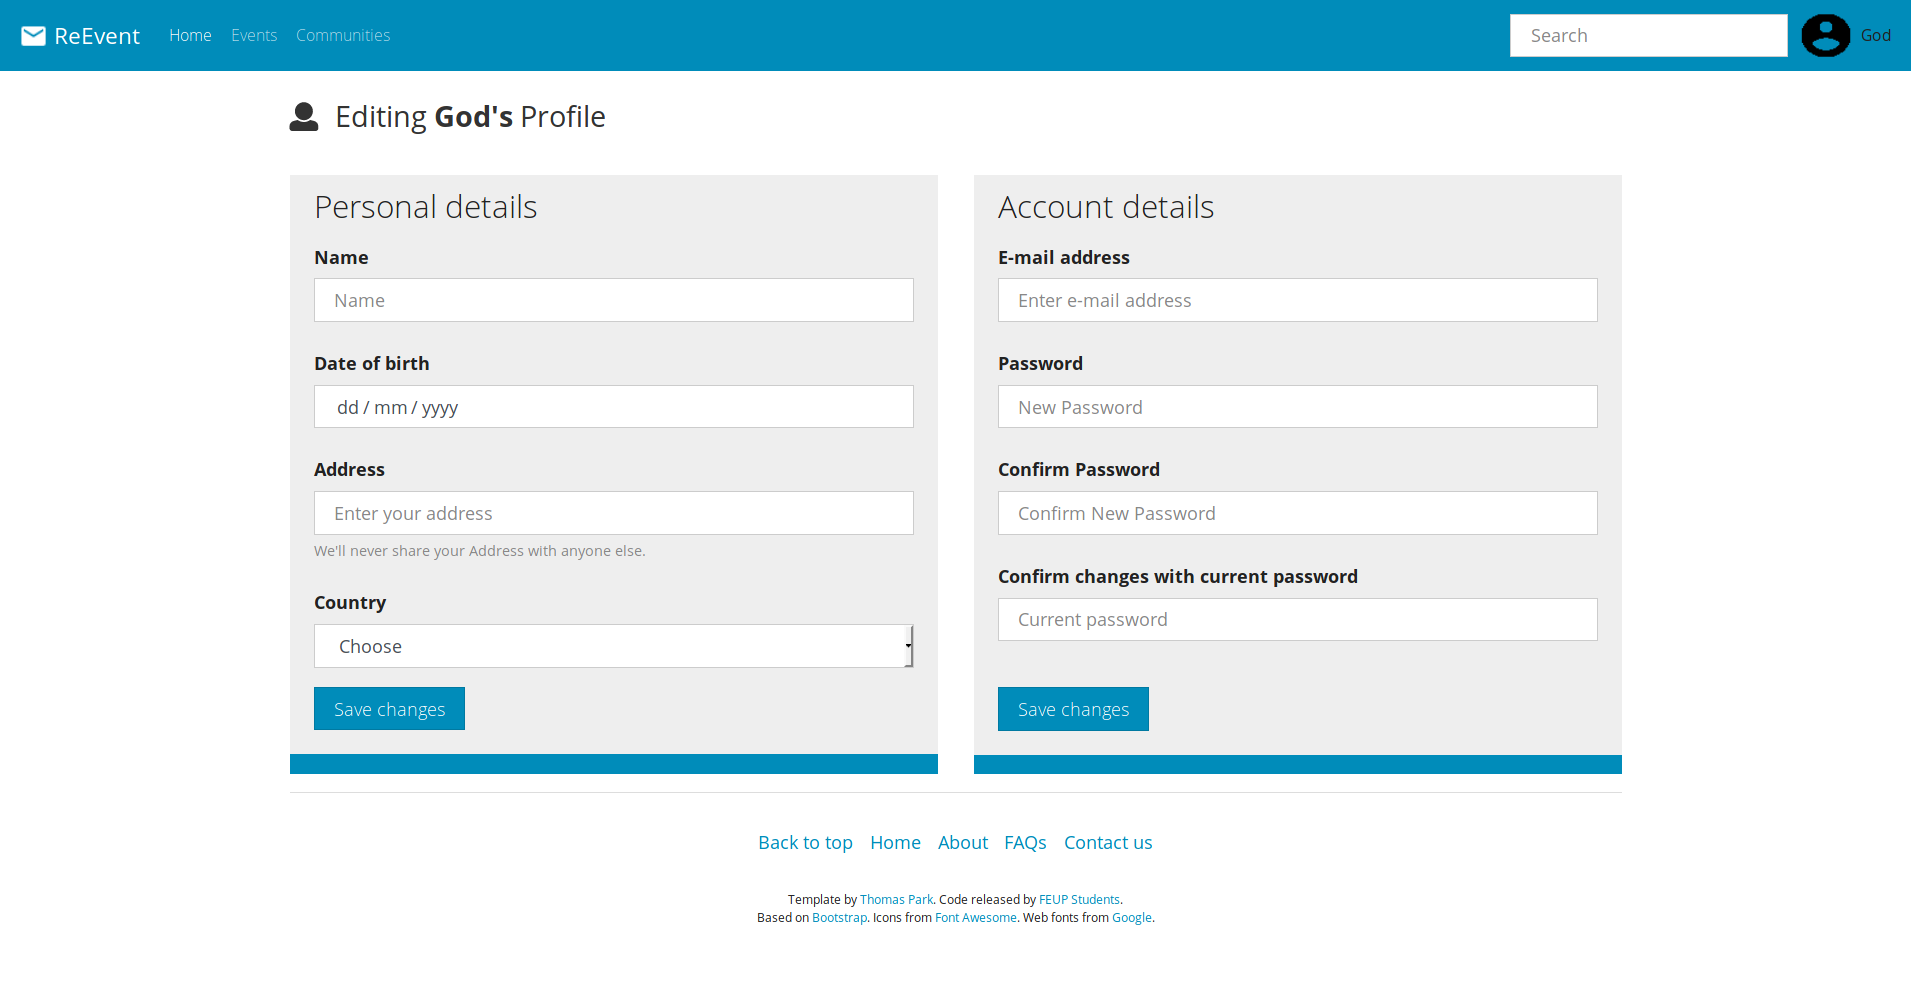 ReEvent Home Events Communities Search God
Editing God's Profile
Personal details
Name
Name
Date of birth
dd / mm / yyyy
Address
Enter your address
We'll never share your Address with anyone else.
Country
Choose
Save changes
Account details
E-mail address
Enter e-mail address
Password
New Password
Confirm Password
Confirm New Password
Confirm changes with current password
Current password
Save changes
Back to top Home About FAQs Contact us
Template by Thomas Park. Code released by FEUP Students.
Based on Bootstrap. Icons from Font Awesome. Web fonts from Google.